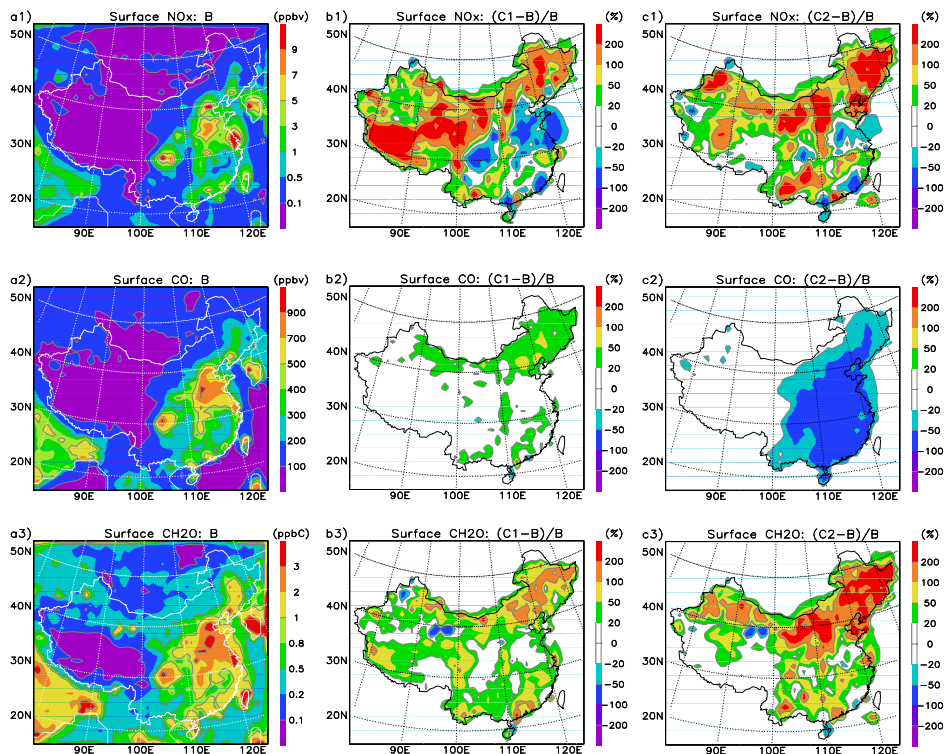 a1) Surface NOx: B (ppbv)
50N
40N
30N
20N
90E 100E 110E 120E
9
7
5
3
1
0.5
0.1
b1) Surface NOx: (C1-B)/B (%)
50N
40N
30N
20N
90E 100E 110E 120E
200
100
50
20
0
-20
-50
-100
-200
c1) Surface NOx: (C2-B)/B (%)
50N
40N
30N
20N
90E 100E 110E 120E
200
100
50
20
0
-20
-50
-100
-200
a2) Surface CO: B (ppbv)
50N
40N
30N
20N
90E 100E 110E 120E
900
700
500
400
300
200
100
b2) Surface CO: (C1-B)/B (%)
50N
40N
30N
20N
90E 100E 110E 120E
200
100
50
20
0
-20
-50
-100
-200
c2) Surface CO: (C2-B)/B (%)
50N
40N
30N
20N
90E 100E 110E 120E
200
100
50
20
0
-20
-50
-100
-200
a3) Surface CH2O: B (ppbC)
50N
40N
30N
20N
90E 100E 110E 120E
3
2
1
0.8
0.5
0.2
0.1
b3) Surface CH2O: (C1-B)/B (%)
50N
40N
30N
20N
90E 100E 110E 120E
200
100
50
20
0
-20
-50
-100
-200
c3) Surface CH2O: (C2-B)/B (%)
50N
40N
30N
20N
90E 100E 110E 120E
200
100
50
20
0
-20
-50
-100
-200